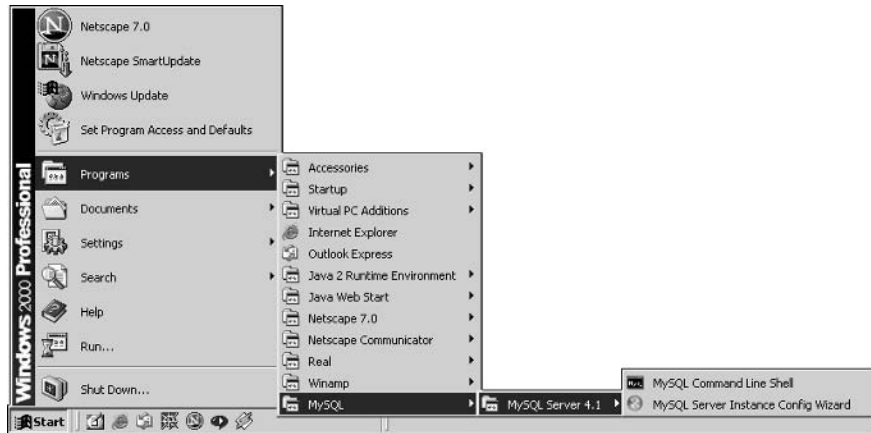 Netscape 7.0
Netscape SmartUpdate
Windows Update
Set Program Access and Defaults
Programs
Documents
Settings
Search
Help
Run...
Shut Down...
Windows 2000 Professional
Accessories
Startup
Virtual PC Additions
Internet Explorer
Outlook Express
Java 2 Runtime Environment
Java Web Start
Netscape 7.0
Netscape Communicator
Real
Winamp
MySQL
MySQL Server 4.1
MySQL Command Line Shell
MySQL Server Instance Config Wizard
Start